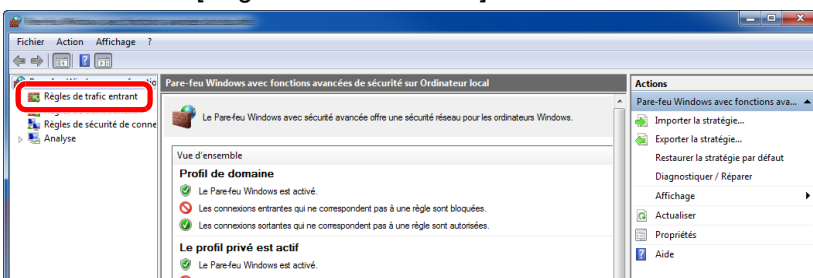 Fichier Action Affichage ?
Règles de trafic entrant
Règles de sécurité de conne
Analyse
Pare-feu Windows avec fonctions avancées de sécurité sur Ordinateur local
Le Pare-feu Windows avec sécurité avancée offre une sécurité réseau pour les ordinateurs Windows.
Vue d'ensemble
Profil de domaine
Le Pare-feu Windows est activé.
Les connexions entrantes qui ne correspondent pas à une règle sont bloquées.
Les connexions sortantes qui ne correspondent pas à une règle sont autorisées.
Le profil privé est actif
Le Pare-feu Windows est activé.
Actions
Pare-feu Windows avec fonctions ava...
Importer la stratégie...
Exporter la stratégie...
Restaurer la stratégie par défaut
Diagnostiquer / Réparer
Affichage
Actualiser
Propriétés
Aide